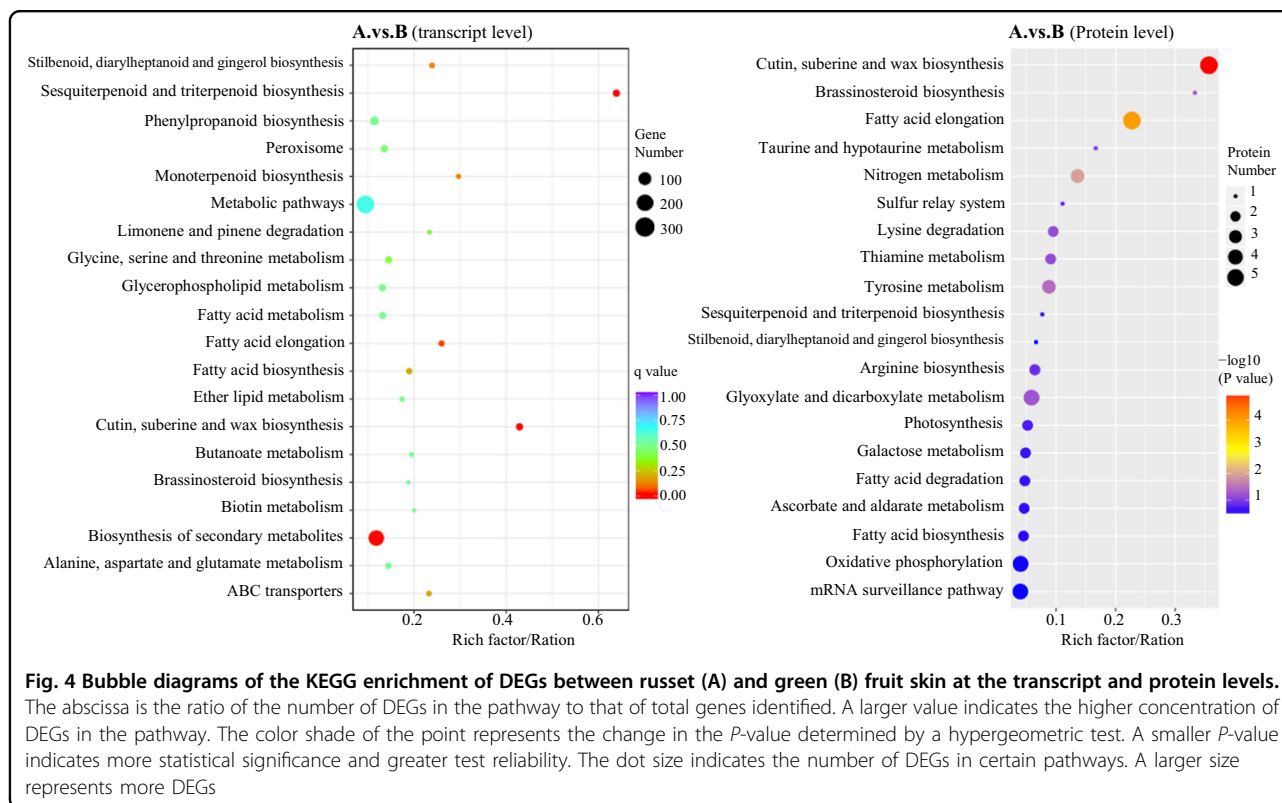 A.vs.B (transcript level)
Stilbenoid, diarylheptanoid and gingerol biosynthesis
Sesquiterpenoid and triterpenoid biosynthesis
Phenylpropanoid biosynthesis
Peroxisome
Monoterpenoid biosynthesis
Metabolic pathways
Limonene and pinene degradation
Glycine, serine and threonine metabolism
Glycerophospholipid metabolism
Fatty acid metabolism
Fatty acid elongation
Fatty acid biosynthesis
Ether lipid metabolism
Cutin, suberine and wax biosynthesis
Butanoate metabolism
Brassinosteroid biosynthesis
Biotin metabolism
Biosynthesis of secondary metabolites
Alanine, aspartate and glutamate metabolism
ABC transporters
0.2
0.4
0.6
Rich factor/Ration
Gene
Number
100
200
300
q value
1.00
0.75
0.50
0.25
0.00
A.vs.B (Protein level)
Cutin, suberine and wax biosynthesis
Brassinosteroid biosynthesis
Fatty acid elongation
Taurine and hypotaurine metabolism
Nitrogen metabolism
Sulfur relay system
Lysine degradation
Thiamine metabolism
Tyrosine metabolism
Sesquiterpenoid and triterpenoid biosynthesis
Stilbenoid, diarylheptanoid and gingerol biosynthesis
Arginine biosynthesis
Glyoxylate and dicarboxylate metabolism
Photosynthesis
Galactose metabolism
Fatty acid degradation
Ascorbate and aldarate metabolism
Fatty acid biosynthesis
Oxidative phosphorylation
mRNA surveillance pathway
0.1
0.2
0.3
Rich factor/Ration
Protein
Number
1
2
3
4
5
−log10
(P value)
4
3
2
1
Fig. 4 Bubble diagrams of the KEGG enrichment of DEGs between russet (A) and green (B) fruit skin at the transcript and protein levels.
The abscissa is the ratio of the number of DEGs in the pathway to that of total genes identified. A larger value indicates the higher concentration of
DEGs in the pathway. The color shade of the point represents the change in the P-value determined by a hypergeometric test. A smaller P-value
indicates more statistical significance and greater test reliability. The dot size indicates the number of DEGs in certain pathways. A larger size
represents more DEGs